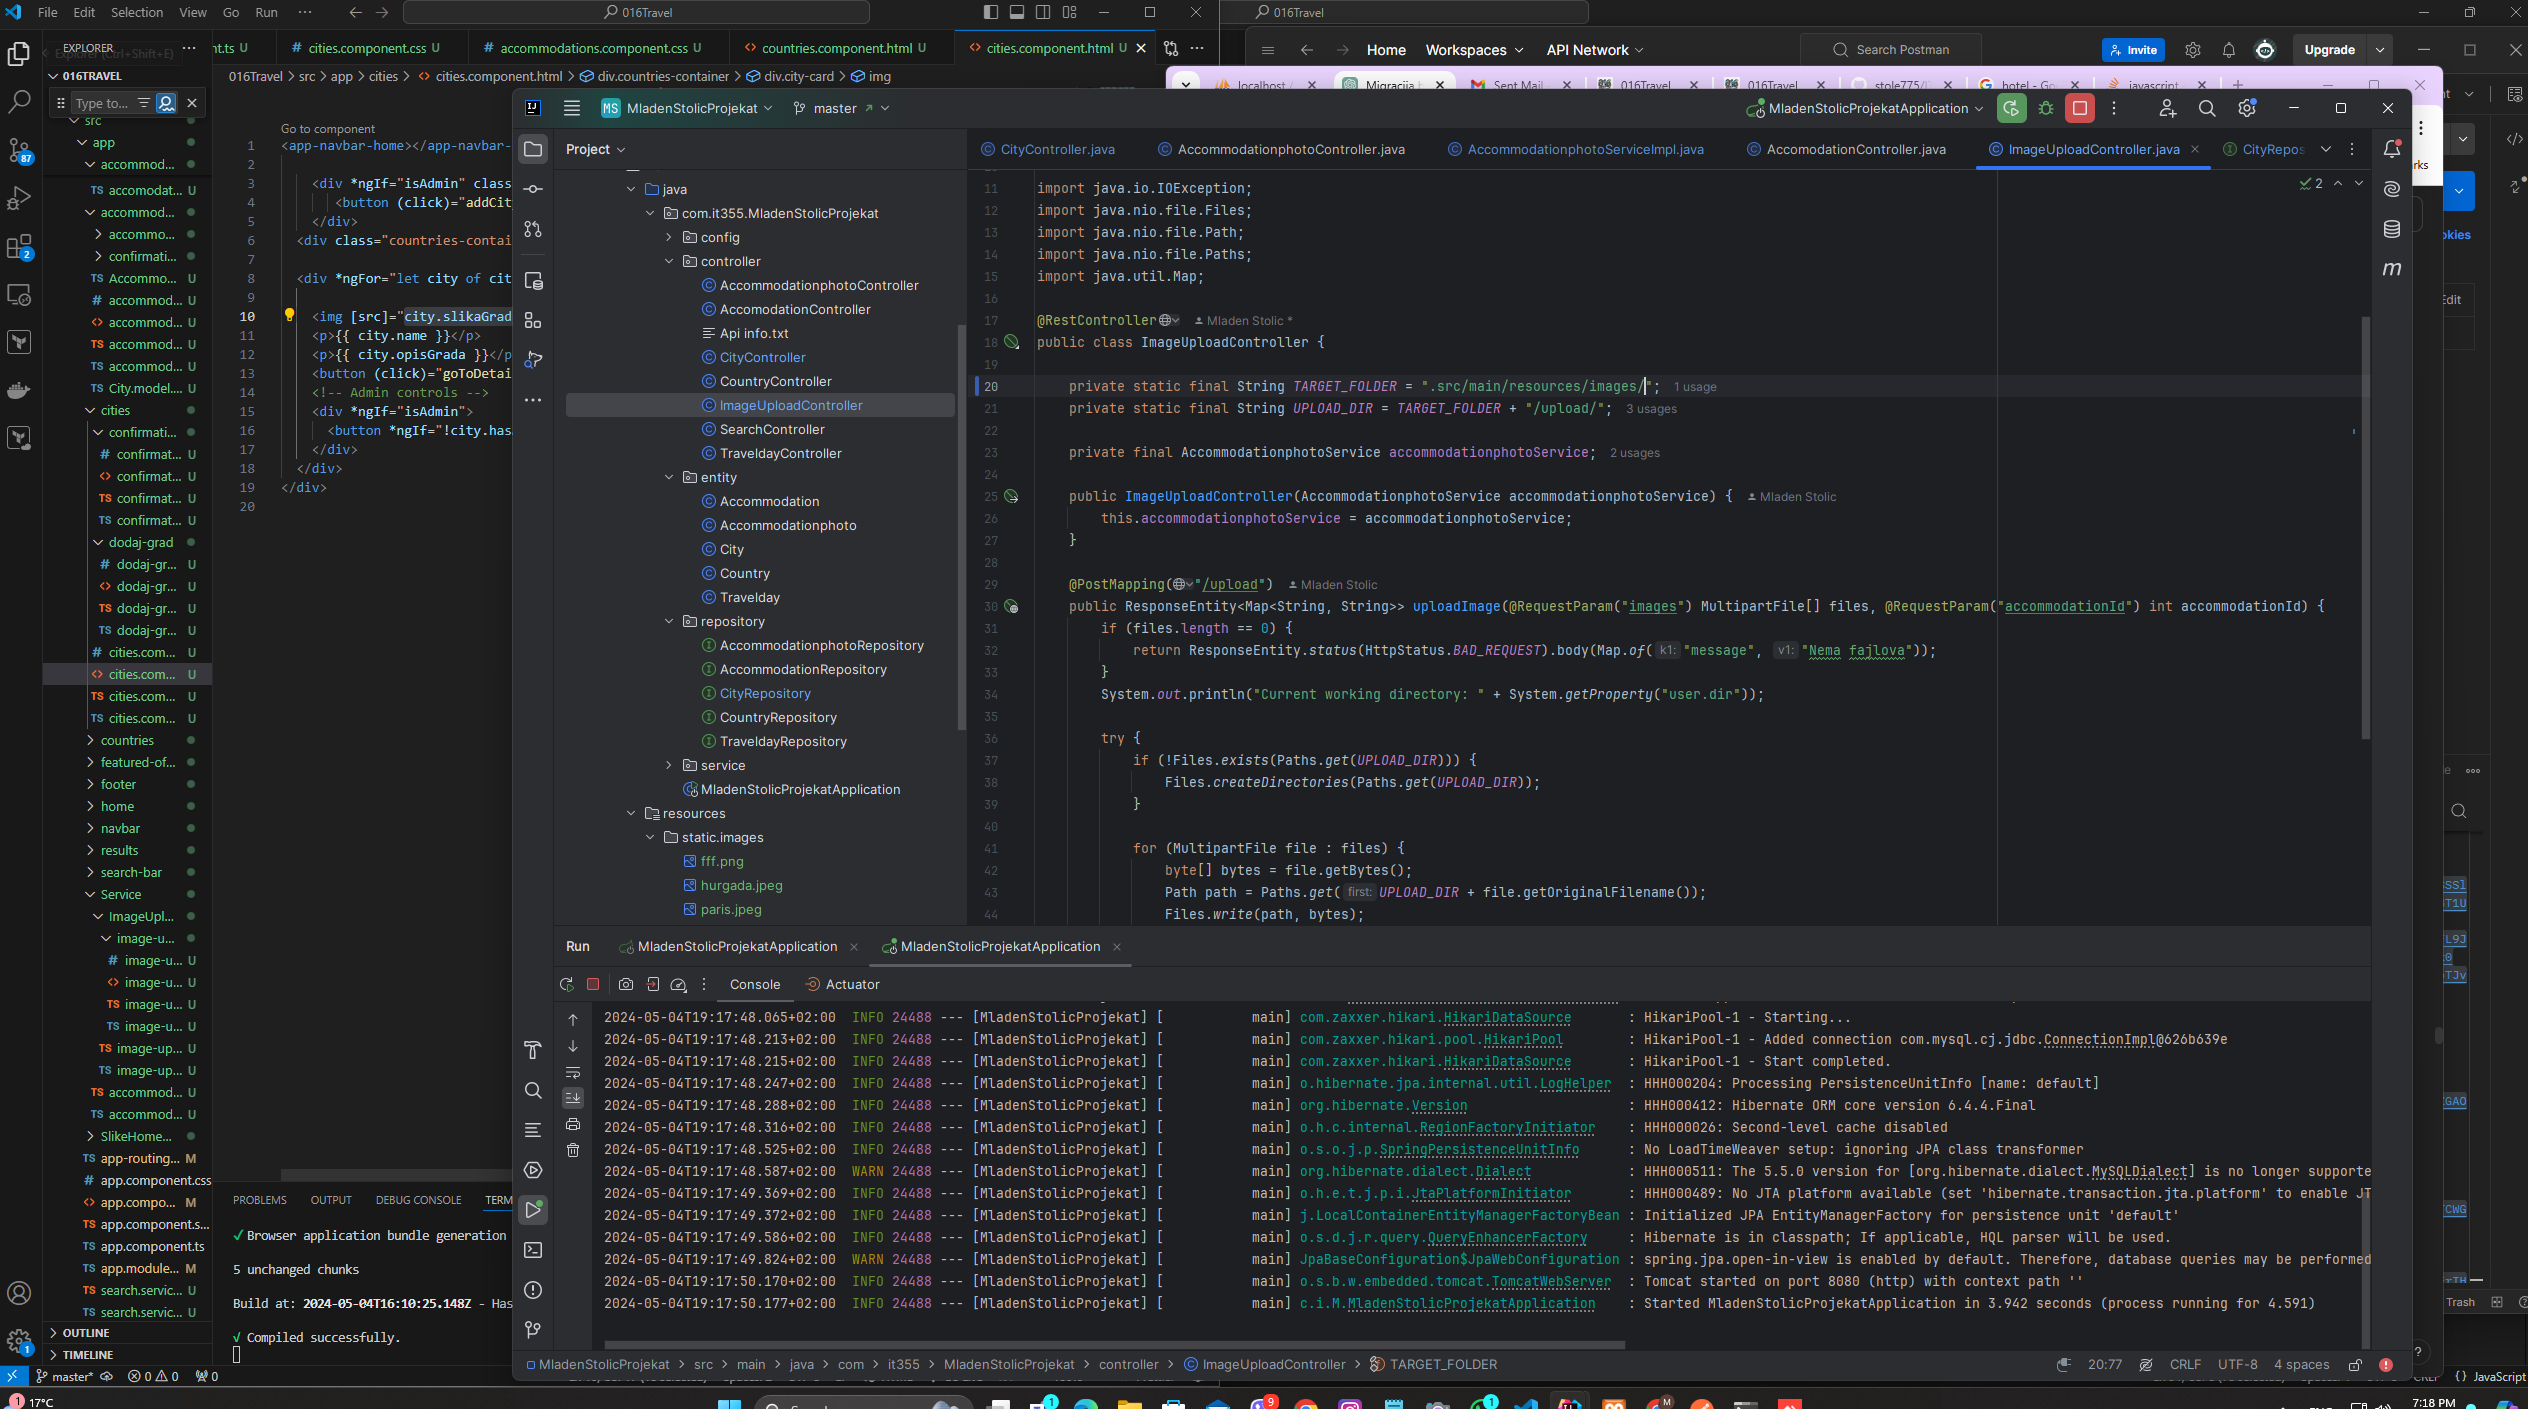 File Edit Selection View Go Run ··· 016Travel
EXPLORER
016TRAVEL
Type to...
src
app
accommod...
TS accomodat... U
accommod...
accommo...
confirmati...
TS Accommo... U
# accommod... U
<> accommod... U
TS accommod... U
TS accommod... U
TS City.model... U
cities
confirmati...
# confirmat... U
<> confirmat... U
TS confirmat... U
TS confirmat... U
dodaj-grad
# dodaj-gr... U
<> dodaj-gr... U
TS dodaj-gr... U
TS dodaj-gr... U
# cities.com... U
<> cities.com... U
TS cities.com... U
TS cities.com... U
countries
featured-of...
footer
home
navbar
results
search-bar
Service
ImageUpl...
image-u...
# image-u... U
<> image-u... U
TS image-u... U
TS image-u... U
TS image-up... U
TS image-up... U
TS accommod... U
TS accommod... U
SlikeHome...
TS app-routing... M
# app.component.css
<> app.compo... M
TS app.component.s...
TS app.component.ts
TS app.module... M
TS search.servic... U
TS search.servic... U
OUTLINE
TIMELINE
nt.ts U # cities.component.css U # accommodations.component.css U <> countries.component.html U <> cities.component.html U
016Travel > src > app > cities > <> cities.component.html > div.countries-container > div.city-card > img
Go to component
1 <app-navbar-home></app-navbar-
2
3 <div *ngIf="isAdmin" class
4 <button (click)="addCit
5 </div>
6 <div class="countries-contai
7
8 <div *ngFor="let city of cit
9
10 <img [src]="city.slikaGrad
11 <p>{{ city.name }}</p>
12 <p>{{ city.opisGrada }}</p
13 <button (click)="goToDetai
14 <!-- Admin controls -->
15 <div *ngIf="isAdmin">
16 <button *ngIf="!city.has
17 </div>
18 </div>
19 </div>
20
PROBLEMS OUTPUT DEBUG CONSOLE TERM
✓ Browser application bundle generation
5 unchanged chunks
Build at: 2024-05-04T16:10:25.148Z - Has
√ Compiled successfully.
master* 0 0 0
016Travel
Home Workspaces API Network Search Postman Invite Upgrade
localhost / Migracija Sent Mail 016Travel 016Travel stole775/ hotel - Go javascript
MS MladenStolicProjekat master MladenStolicProjekatApplication
Project
java
com.it355.MladenStolicProjekat
config
controller
AccommodationphotoController
AccomodationController
Api info.txt
CityController
CountryController
ImageUploadController
SearchController
TraveldayController
entity
Accommodation
Accommodationphoto
City
Country
Travelday
repository
AccommodationphotoRepository
AccommodationRepository
CityRepository
CountryRepository
TraveldayRepository
service
MladenStolicProjekatApplication
resources
static.images
fff.png
hurgada.jpeg
paris.jpeg
CityController.java AccommodationphotoController.java AccommodationphotoServiceImpl.java AccomodationController.java ImageUploadController.java CityRepos
2
11 import java.io.IOException;
12 import java.nio.file.Files;
13 import java.nio.file.Path;
14 import java.nio.file.Paths;
15 import java.util.Map;
16
17 @RestController Mladen Stolic *
18 public class ImageUploadController {
19
20 private static final String TARGET_FOLDER = ".src/main/resources/images/"; 1 usage
21 private static final String UPLOAD_DIR = TARGET_FOLDER + "/upload/"; 3 usages
22
23 private final AccommodationphotoService accommodationphotoService; 2 usages
24
25 public ImageUploadController(AccommodationphotoService accommodationphotoService) { Mladen Stolic
26 this.accommodationphotoService = accommodationphotoService;
27 }
28
29 @PostMapping("/upload") Mladen Stolic
30 public ResponseEntity<Map<String, String>> uploadImage(@RequestParam("images") MultipartFile[] files, @RequestParam("accommodationId") int accommodationId) {
31 if (files.length == 0) {
32 return ResponseEntity.status(HttpStatus.BAD_REQUEST).body(Map.of( k1: "message", v1: "Nema fajlova"));
33 }
34 System.out.println("Current working directory: " + System.getProperty("user.dir"));
35
36 try {
37 if (!Files.exists(Paths.get(UPLOAD_DIR))) {
38 Files.createDirectories(Paths.get(UPLOAD_DIR));
39 }
40
41 for (MultipartFile file : files) {
42 byte[] bytes = file.getBytes();
43 Path path = Paths.get( first: UPLOAD_DIR + file.getOriginalFilename());
44 Files.write(path, bytes);
Run MladenStolicProjekatApplication MladenStolicProjekatApplication
Console Actuator
2024-05-04T19:17:48.065+02:00 INFO 24488 --- [MladenStolicProjekat] [ main] com.zaxxer.hikari.HikariDataSource : HikariPool-1 - Starting...
2024-05-04T19:17:48.213+02:00 INFO 24488 --- [MladenStolicProjekat] [ main] com.zaxxer.hikari.pool.HikariPool : HikariPool-1 - Added connection com.mysql.cj.jdbc.ConnectionImpl@626b639e
2024-05-04T19:17:48.215+02:00 INFO 24488 --- [MladenStolicProjekat] [ main] com.zaxxer.hikari.HikariDataSource : HikariPool-1 - Start completed.
2024-05-04T19:17:48.247+02:00 INFO 24488 --- [MladenStolicProjekat] [ main] o.hibernate.jpa.internal.util.LogHelper : HHH000204: Processing PersistenceUnitInfo [name: default]
2024-05-04T19:17:48.288+02:00 INFO 24488 --- [MladenStolicProjekat] [ main] org.hibernate.Version : HHH000412: Hibernate ORM core version 6.4.4.Final
2024-05-04T19:17:48.316+02:00 INFO 24488 --- [MladenStolicProjekat] [ main] o.h.c.internal.RegionFactoryInitiator : HHH000026: Second-level cache disabled
2024-05-04T19:17:48.525+02:00 INFO 24488 --- [MladenStolicProjekat] [ main] o.s.o.j.p.SpringPersistenceUnitInfo : No LoadTimeWeaver setup: ignoring JPA class transformer
2024-05-04T19:17:48.587+02:00 WARN 24488 --- [MladenStolicProjekat] [ main] org.hibernate.dialect.Dialect : HHH000511: The 5.5.0 version for [org.hibernate.dialect.MySQLDialect] is no longer supporte
2024-05-04T19:17:49.369+02:00 INFO 24488 --- [MladenStolicProjekat] [ main] o.h.e.t.j.p.i.JtaPlatformInitiator : HHH000489: No JTA platform available (set 'hibernate.transaction.jta.platform' to enable JT
2024-05-04T19:17:49.372+02:00 INFO 24488 --- [MladenStolicProjekat] [ main] j.LocalContainerEntityManagerFactoryBean : Initialized JPA EntityManagerFactory for persistence unit 'default'
2024-05-04T19:17:49.586+02:00 INFO 24488 --- [MladenStolicProjekat] [ main] o.s.d.j.r.query.QueryEnhancerFactory : Hibernate is in classpath; If applicable, HQL parser will be used.
2024-05-04T19:17:49.824+02:00 WARN 24488 --- [MladenStolicProjekat] [ main] JpaBaseConfiguration$JpaWebConfiguration : spring.jpa.open-in-view is enabled by default. Therefore, database queries may be performed
2024-05-04T19:17:50.170+02:00 INFO 24488 --- [MladenStolicProjekat] [ main] o.s.b.w.embedded.tomcat.TomcatWebServer : Tomcat started on port 8080 (http) with context path ''
2024-05-04T19:17:50.177+02:00 INFO 24488 --- [MladenStolicProjekat] [ main] c.i.M.MladenStolicProjekatApplication : Started MladenStolicProjekatApplication in 3.942 seconds (process running for 4.591)
MladenStolicProjekat > src > main > java > com > it355 > MladenStolicProjekat > controller > ImageUploadController > TARGET_FOLDER
20:77 CRLF UTF-8 4 spaces
Trash
JavaScript
17°C
7:18 PM